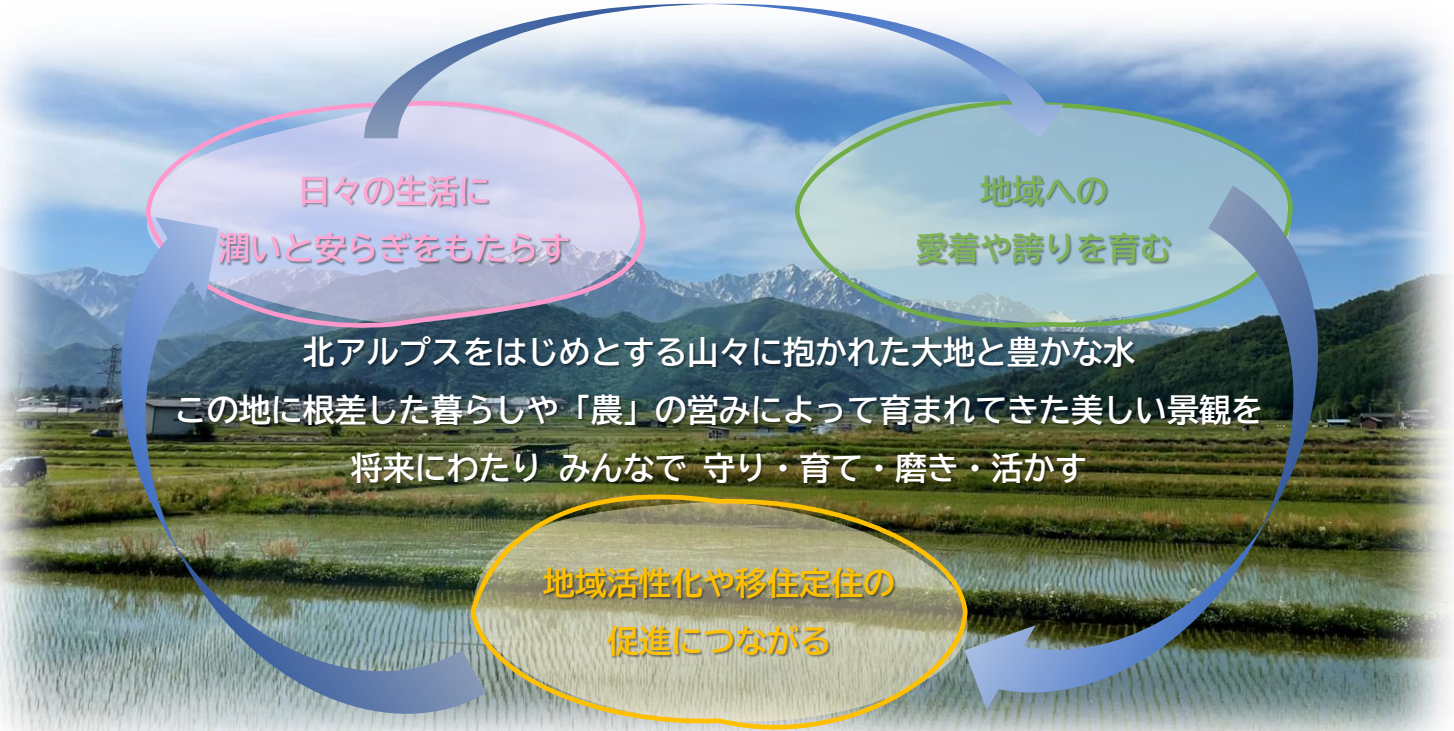 日々の生活に
潤いと安らぎをもたらす
地域への
愛着や誇りを育む
北アルプスをはじめとする山々に抱かれた大地と豊かな水
この地に根差した暮らしや「農」の営みによって育まれてきた美しい景観を
将来にわたり みんなで 守り・育て・磨き・活かす
地域活性化や移住定住の
促進につながる